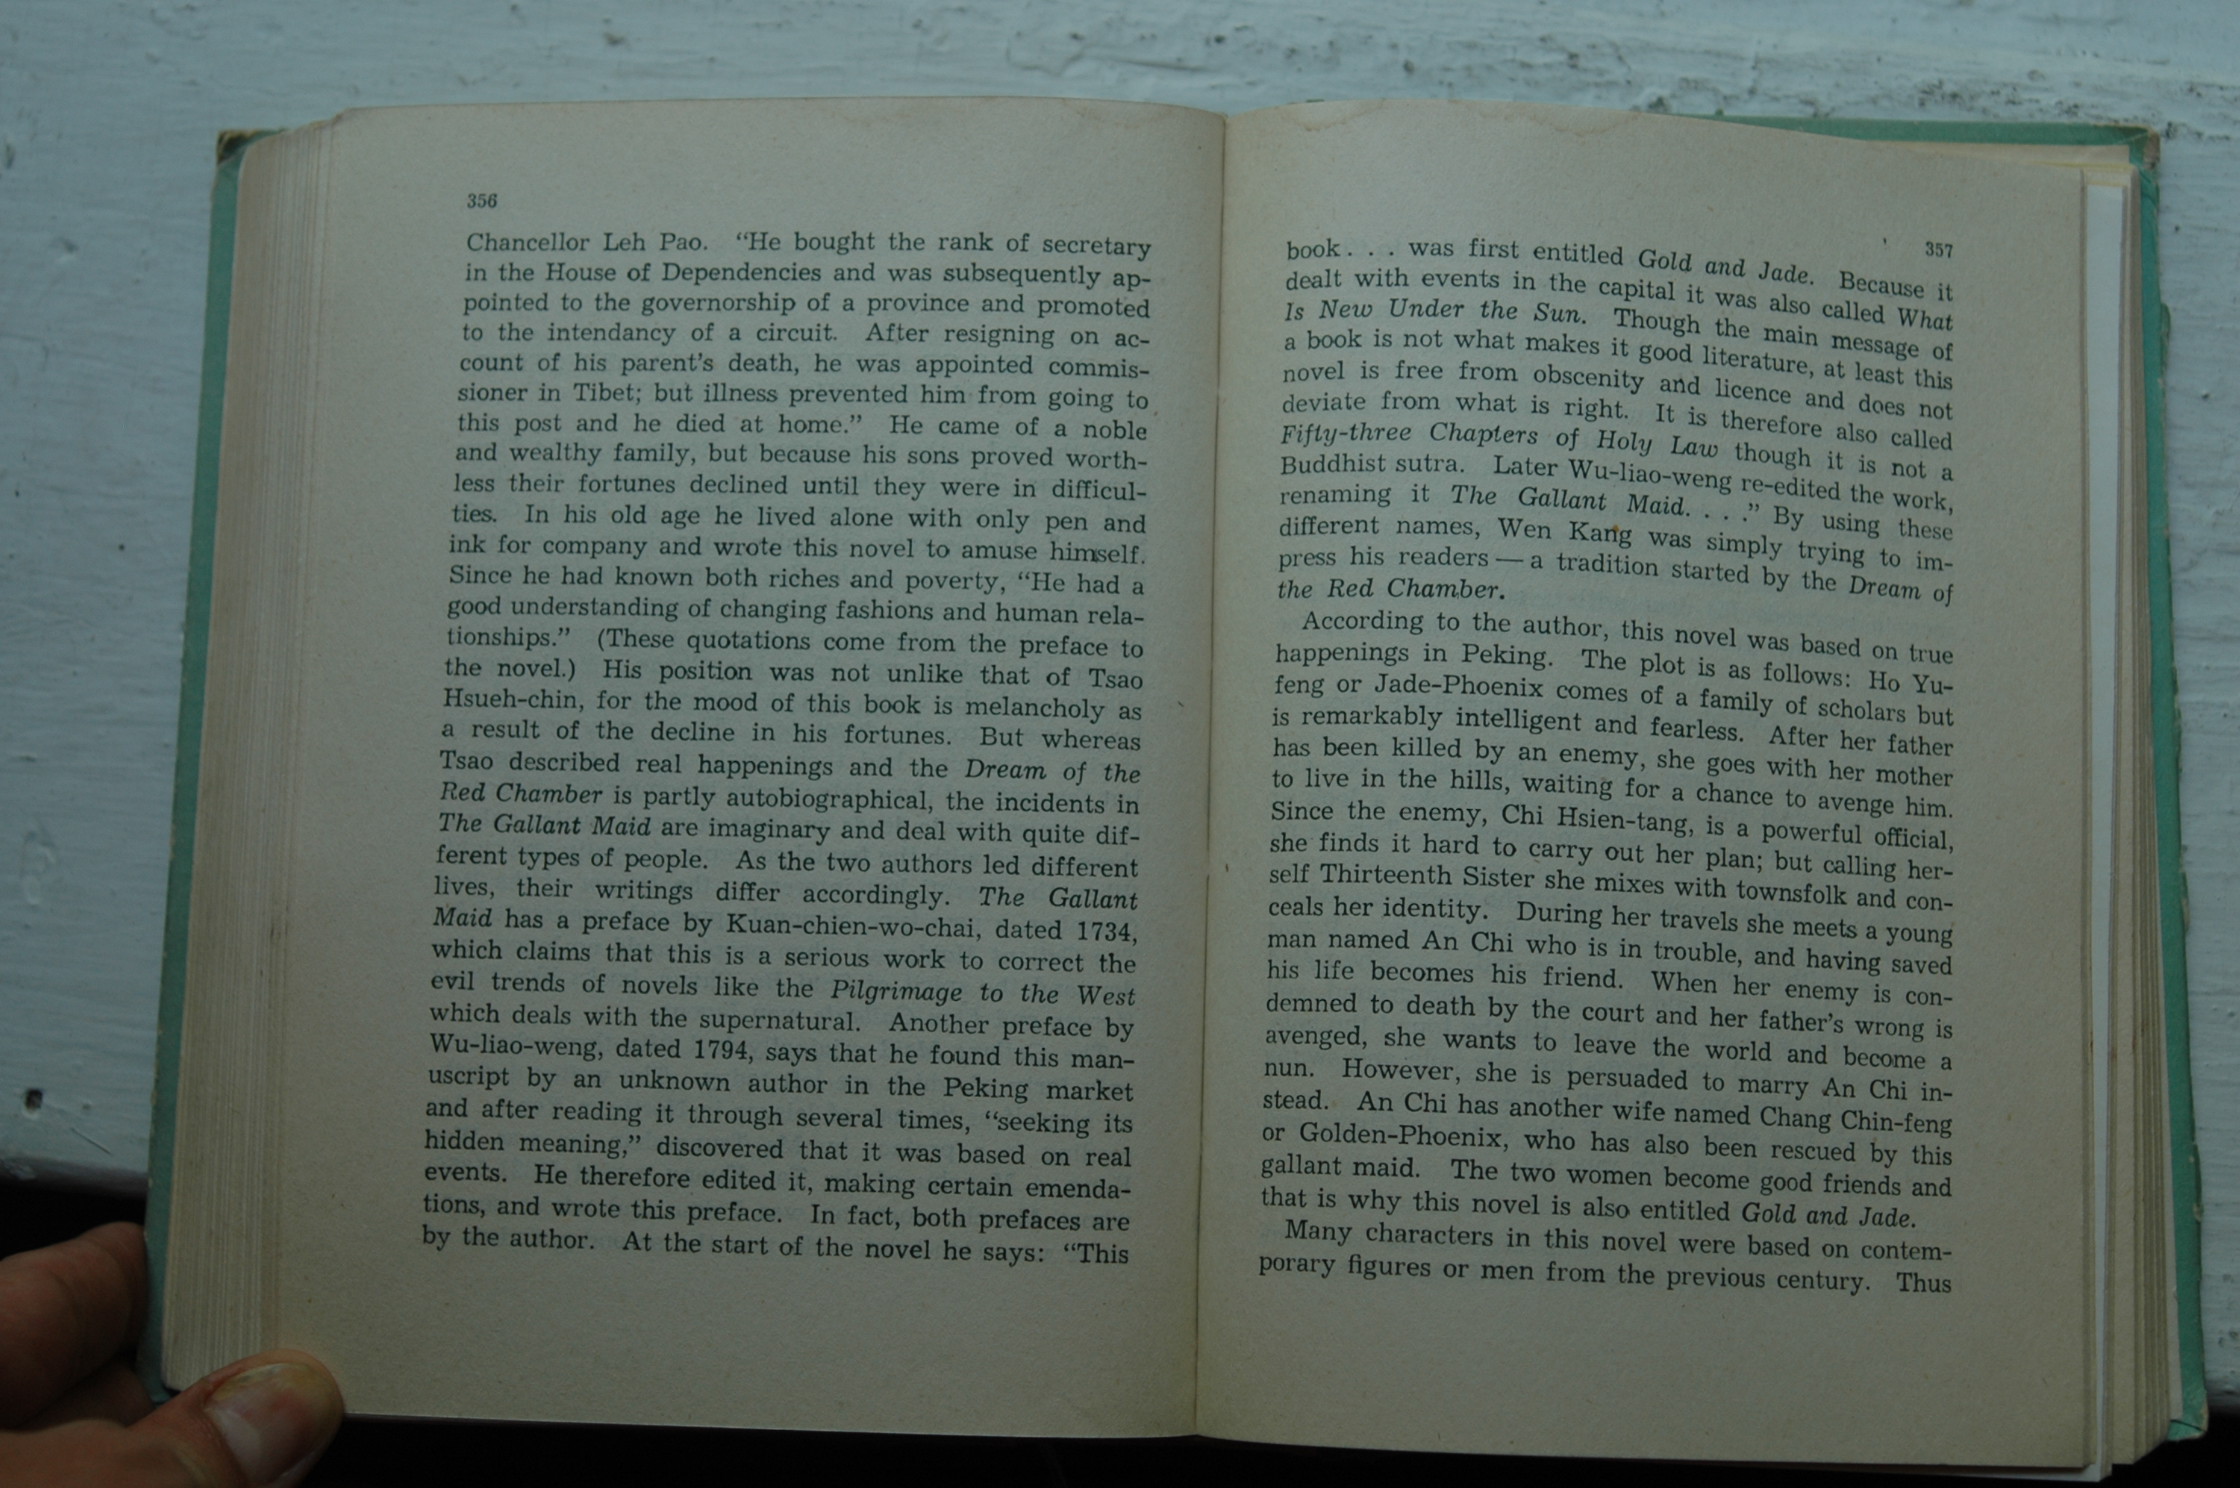 356
Chancellor Leh Pao. “He bought the rank of secretary
in the House of Dependencies and was subsequently ap-
pointed to the governorship of a province and promoted
to the intendancy of a circuit. After resigning on ac-
count of his parent’s death, he was appointed commis-
sioner in Tibet; but illness prevented him from going to
this post and he died at home.” He came of a noble
and wealthy family, but because his sons proved worth-
less their fortunes declined until they were in difficul-
ties. In his old age he lived alone with only pen and
ink for company and wrote this novel to amuse himself.
Since he had known both riches and poverty, “He had a
good understanding of changing fashions and human rela-
tionships.” (These quotations come from the preface to
the novel.) His position was not unlike that of Tsao
Hsueh-chin, for the mood of this book is melancholy as
a result of the decline in his fortunes. But whereas
Tsao described real happenings and the Dream of the
Red Chamber is partly autobiographical, the incidents in
The Gallant Maid are imaginary and deal with quite dif-
ferent types of people. As the two authors led different
lives, their writings differ accordingly. The Gallant
Maid has a preface by Kuan-chien-wo-chai, dated 1734,
which claims that this is a serious work to correct the
evil trends of novels like the Pilgrimage to the West
which deals with the supernatural. Another preface by
Wu-liao-weng, dated 1794, says that he found this man-
uscript by an unknown author in the Peking market
and after reading it through several times, “seeking its
hidden meaning,” discovered that it was based on real
events. He therefore edited it, making certain emenda-
tions, and wrote this preface. In fact, both prefaces are
by the author. At the start of the novel he says: “This
357
book. . . was first entitled Gold and Jade. Because it
dealt with events in the capital it was also called What
Is New Under the Sun. Though the main message of
a book is not what makes it good literature, at least this
novel is free from obscenity and licence and does not
deviate from what is right. It is therefore also called
Fifty-three Chapters of Holy Law though it is not a
Buddhist sutra. Later Wu-liao-weng re-edited the work,
renaming it The Gallant Maid. . . .” By using these
different names, Wen Kang was simply trying to im-
press his readers — a tradition started by the Dream of
the Red Chamber.
According to the author, this novel was based on true
happenings in Peking. The plot is as follows: Ho Yu-
feng or Jade-Phoenix comes of a family of scholars but
is remarkably intelligent and fearless. After her father
has been killed by an enemy, she goes with her mother
to live in the hills, waiting for a chance to avenge him.
Since the enemy, Chi Hsien-tang, is a powerful official,
she finds it hard to carry out her plan; but calling her-
self Thirteenth Sister she mixes with townsfolk and con-
ceals her identity. During her travels she meets a young
man named An Chi who is in trouble, and having saved
his life becomes his friend. When her enemy is con-
demned to death by the court and her father’s wrong is
avenged, she wants to leave the world and become a
nun. However, she is persuaded to marry An Chi in-
stead. An Chi has another wife named Chang Chin-feng
or Golden-Phoenix, who has also been rescued by this
gallant maid. The two women become good friends and
that is why this novel is also entitled Gold and Jade.
Many characters in this novel were based on contem-
porary figures or men from the previous century. Thus